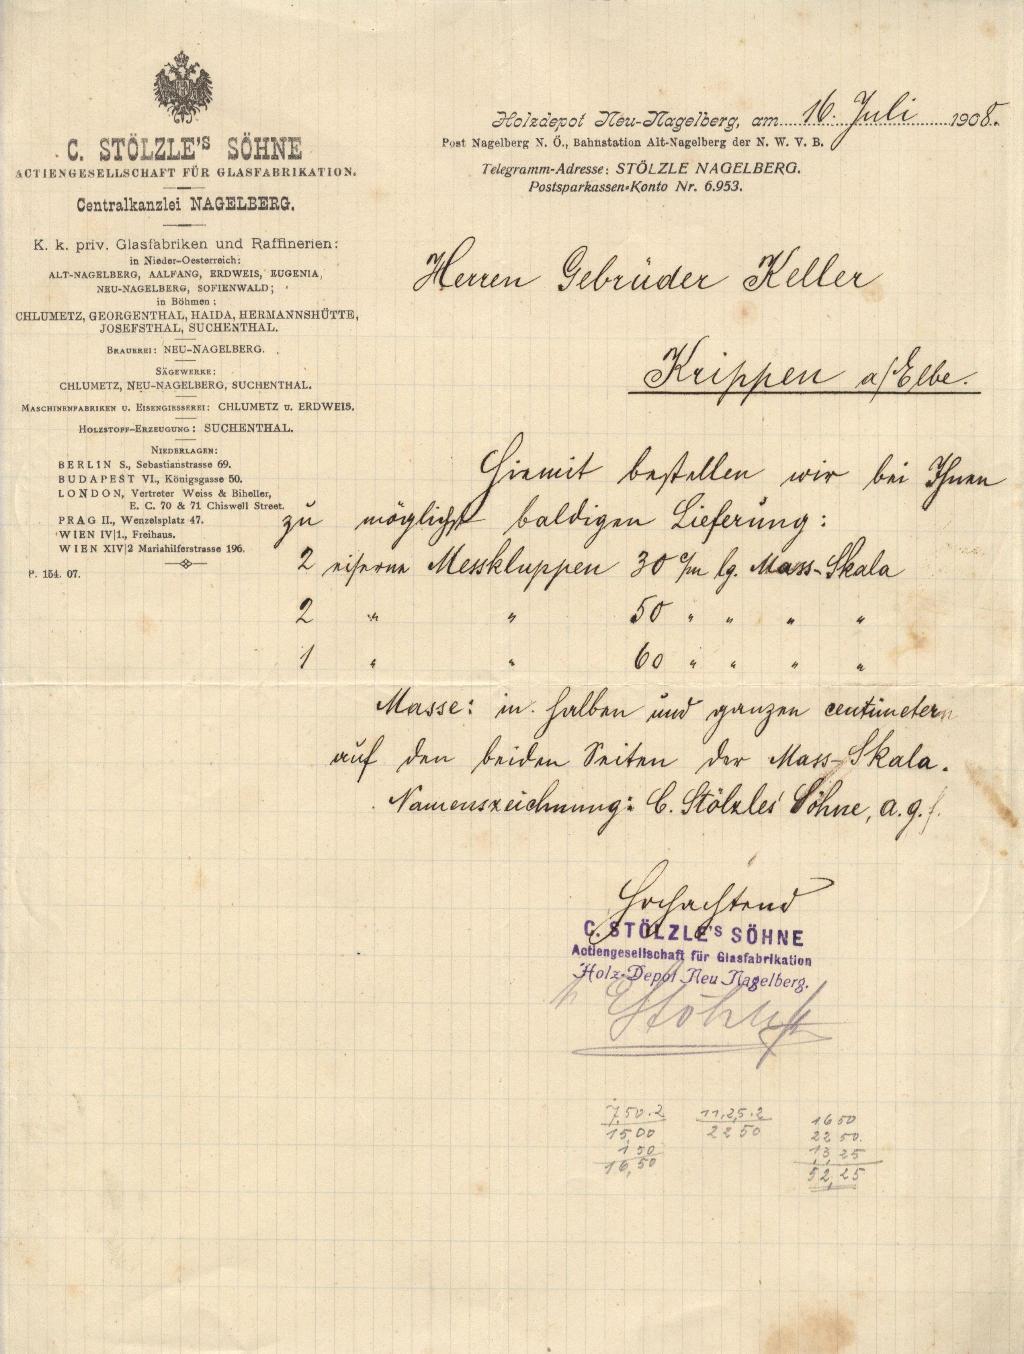 C. STÖLZLE'S SÖHNE
ACTIENGESELLSCHAFT FÜR GLASFABRIKATION.
Centralkanzlei NAGELBERG.
K. k. priv. Glasfabriken und Raffinerien:
in Nieder-Oesterreich:
ALT-NAGELBERG, AALFANG, ERDWEIS, EUGENIA,
NEU-NAGELBERG, SOFIENWALD;
in Böhmen:
CHLUMETZ, GEORGENTHAL, HAIDA, HERMANNSHÜTTE,
JOSEFSTHAL, SUCHENTHAL.
BRAUEREI: NEU-NAGELBERG.
SÄGEWERKE:
CHLUMETZ, NEU-NAGELBERG, SUCHENTHAL.
MASCHINENFABRIKEN U. EISENGIESSEREI: CHLUMETZ u. ERDWEIS.
HOLZSTOFF-ERZEUGUNG: SUCHENTHAL.
NIEDERLAGEN:
BERLIN S., Sebastianstrasse 69.
BUDAPEST VI., Königsgasse 50.
LONDON, Vertreter Weiss & Biheller,
E. C. 70 & 71 Chiswell Street.
PRAG II., Wenzelsplatz 47.
WIEN IV|1., Freihaus.
WIEN XIV|2 Mariahilferstrasse 196.
P. 154. 07.
Holzdepot Neu-Nagelberg, am 16. Juli 1908.
Post Nagelberg N. Ö., Bahnstation Alt-Nagelberg der N. W. V. B.
Telegramm-Adresse: STÖLZLE NAGELBERG.
Postsparkassen-Konto Nr. 6.953.
Herren Gebrüder Keller
Krippen a/Elbe.
Hiemit bestellen wir bei Ihnen
zu möglichst baldigen Lieferung:
2 eiserne Messkluppen 30 c/m lg. Mass-Skala
2 " " 50 " " " "
1 " " 60 " " " "
Masse: in halben und ganzen centimetern
auf den beiden Seiten der Mass-Skala.
Namenszeichnung: C. Stölzles Söhne, a. g. f.
Hochachtend
C. STÖLZLE'S SÖHNE
Actiengesellschaft für Glasfabrikation
Holz-Depot Neu Nagelberg.
7,50.2
15,00
1 50
16,50
11,25.2
22 50
16 50
22 50.
13,25
52,25